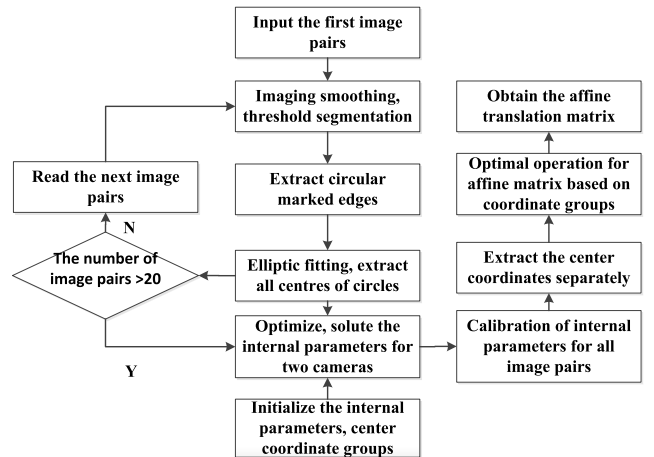 Input the first image
pairs
Imaging smoothing,
threshold segmentation
Extract circular
marked edges
Elliptic fitting, extract
all centres of circles
The number of
image pairs >20
N
Read the next image
pairs
Y
Optimize, solute the
internal parameters for
two cameras
Initialize the internal
parameters, center
coordinate groups
Calibration of internal
parameters for all
image pairs
Extract the center
coordinates separately
Optimal operation for
affine matrix based on
coordinate groups
Obtain the affine
translation matrix